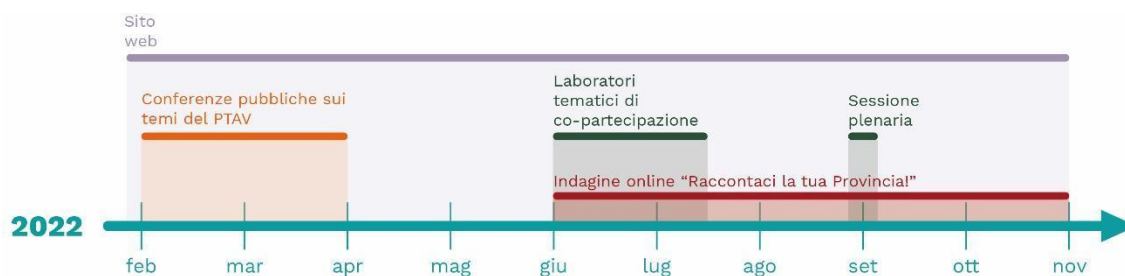 Sito
web
Conferenze pubbliche sui
temi del PTAV
Laboratori
tematici di
co-partecipazione
Sessione
plenaria
Indagine online “Raccontaci la tua Provincia!”
2022
feb mar apr mag giu lug ago set ott nov